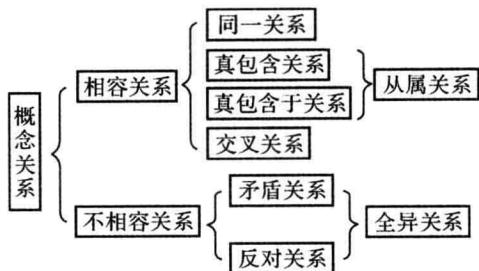 同一关系
真包含关系
相容关系
从属关系
真包含于关系
概念关系
交叉关系
矛盾关系
不相容关系
全异关系
反对关系